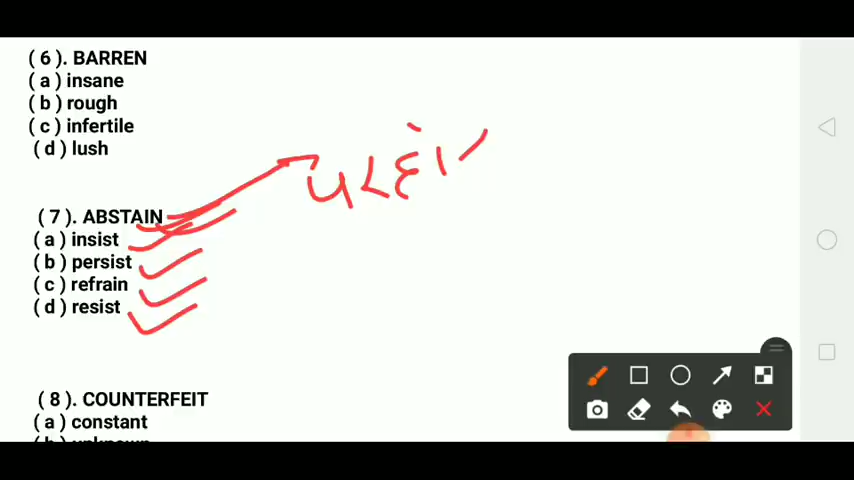 ( 6 ). BARREN
( a ) insane
( b ) rough
( c ) infertile
( d ) lush
( 7 ). ABSTAIN
( a ) insist
( b ) persist
( c ) refrain
( d ) resist
( 8 ). COUNTERFEIT
( a ) constant